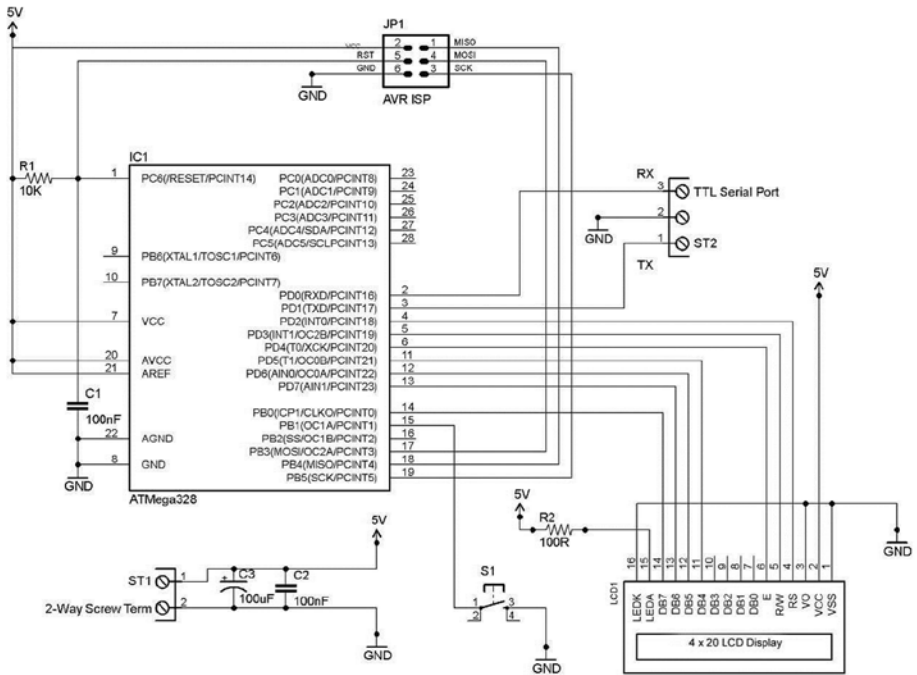 5V
JP1
VCC 2 1 MISO
RST 5 4 MOSI
GND 6 3 SCK
GND
AVR ISP
R1
10K
IC1
1 PC6(/RESET/PCINT14)
PC0(ADC0/PCINT8) 23
PC1(ADC1/PCINT9) 24
PC2(ADC2/PCINT10) 25
PC3(ADC3/PCINT11) 26
PC4(ADC4/SDA/PCINT12) 27
PC5(ADC5/SCLPCINT13) 28
9 PB6(XTAL1/TOSC1/PCINT6)
10 PB7(XTAL2/TOSC2/PCINT7)
PD0(RXD/PCINT16) 2
PD1(TXD/PCINT17) 3
7 VCC
PD2(INT0/PCINT18) 4
PD3(INT1/OC2B/PCINT19) 5
PD4(T0/XCK/PCINT20) 6
20 AVCC
PD5(T1/OC0B/PCINT21) 11
21 AREF
PD6(AIN0/OC0A/PCINT22) 12
PD7(AIN1/PCINT23) 13
C1
100nF
PB0(ICP1/CLKO/PCINT0) 14
PB1(OC1A/PCINT1) 15
22 AGND
PB2(SS/OC1B/PCINT2) 16
PB3(MOSI/OC2A/PCINT3) 17
8 GND
PB4(MISO/PCINT4) 18
PB5(SCK/PCINT5) 19
GND
ATMega328
RX
3 TTL Serial Port
2
GND
1 ST2
TX
5V
5V
R2
100R
GND
16 15 14 13 12 11 10 9 8 7 6 5 4 3 2 1
LCD1
LEDK LEDA DB7 DB6 DB5 DB4 DB3 DB2 DB1 DB0 E R/W RS VO VCC VSS
4 x 20 LCD Display
5V
ST1 1
C3
+
100uF
C2
100nF
2-Way Screw Term 2
GND
S1
1 3
2 4
GND